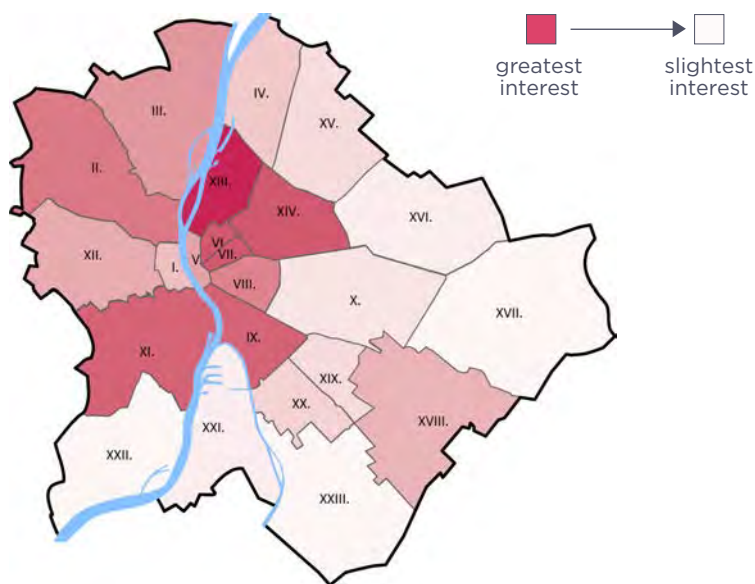 greatest
interest
slightest
interest
IV.
III.
XV.
II.
XIII.
XIV.
XVI.
VI.
XII.
I.
V.
VII.
VIII.
X.
XVII.
XI.
IX.
XIX.
XX.
XVIII.
XXI.
XXII.
XXIII.